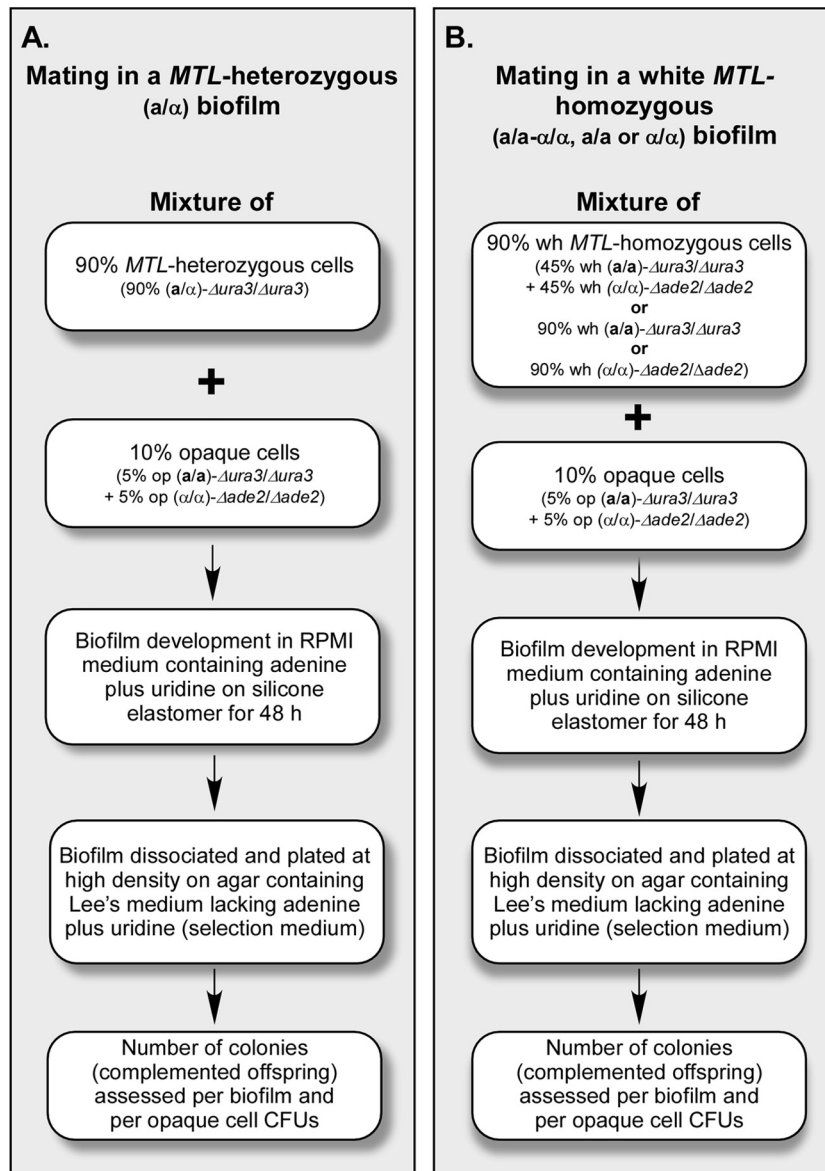 A.
Mating in a MTL-heterozygous
(a/α) biofilm
Mixture of
90% MTL-heterozygous cells
(90% (a/α)-Δura3/Δura3)
+
10% opaque cells
(5% op (a/a)-Δura3/Δura3
+ 5% op (α/α)-Δade2/Δade2)
Biofilm development in RPMI
medium containing adenine
plus uridine on silicone
elastomer for 48 h
Biofilm dissociated and plated at
high density on agar containing
Lee's medium lacking adenine
plus uridine (selection medium)
Number of colonies
(complemented offspring)
assessed per biofilm and
per opaque cell CFUs
B.
Mating in a white MTL-
homozygous
(a/a-α/α, a/a or α/α) biofilm
Mixture of
90% wh MTL-homozygous cells
(45% wh (a/a)-Δura3/Δura3
+ 45% wh (α/α)-Δade2/Δade2
or
90% wh (a/a)-Δura3/Δura3
or
90% wh (α/α)-Δade2/Δade2)
+
10% opaque cells
(5% op (a/a)-Δura3/Δura3
+ 5% op (α/α)-Δade2/Δade2)
Biofilm development in RPMI
medium containing adenine
plus uridine on silicone
elastomer for 48 h
Biofilm dissociated and plated at
high density on agar containing
Lee's medium lacking adenine
plus uridine (selection medium)
Number of colonies
(complemented offspring)
assessed per biofilm and
per opaque cell CFUs